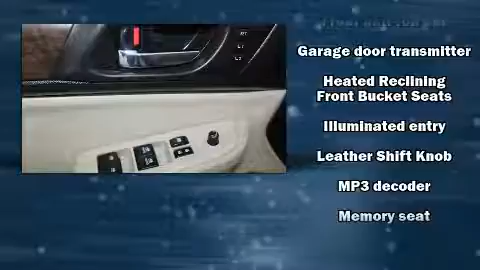 Garage door transmitter
Heated Reclining
Front Bucket Seats
Illuminated entry
Leather Shift Knob
MP3 decoder
Memory seat